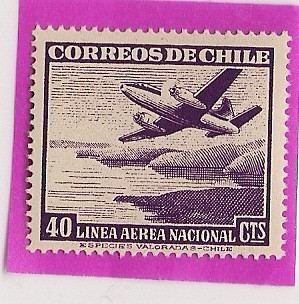 CORREOS DE CHILE
40 LINEA AEREA NACIONAL CTS
ESPECIES VALORADAS-CHILE